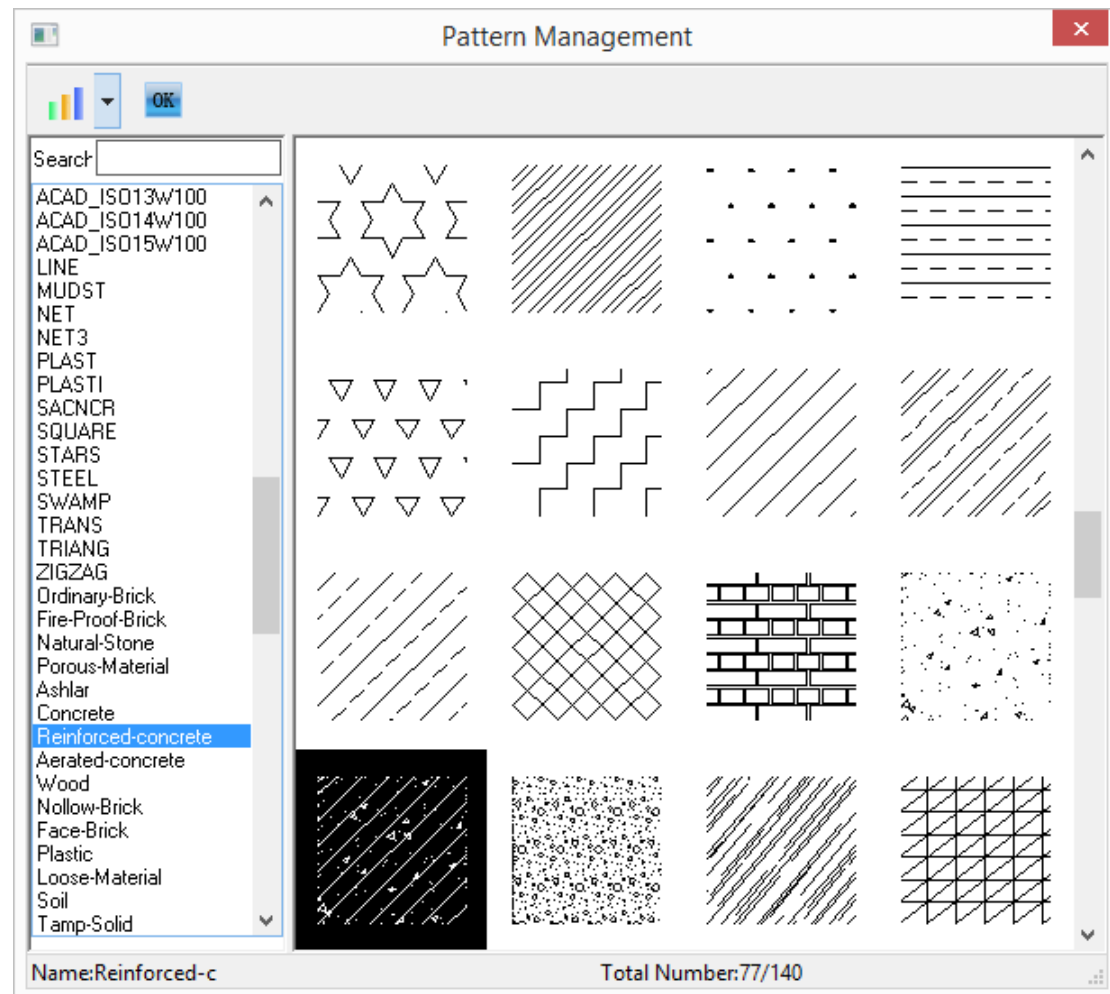 Pattern Management
OK
Search
ACAD_ISO13W100
ACAD_ISO14W100
ACAD_ISO15W100
LINE
MUDST
NET
NET3
PLAST
PLASTI
SACNCR
SQUARE
STARS
STEEL
SWAMP
TRANS
TRIANG
ZIGZAG
Ordinary-Brick
Fire-Proof-Brick
Natural-Stone
Porous-Material
Ashlar
Concrete
Reinforced-concrete
Aerated-concrete
Wood
Nollow-Brick
Face-Brick
Plastic
Loose-Material
Soil
Tamp-Solid
Name:Reinforced-c Total Number:77/140